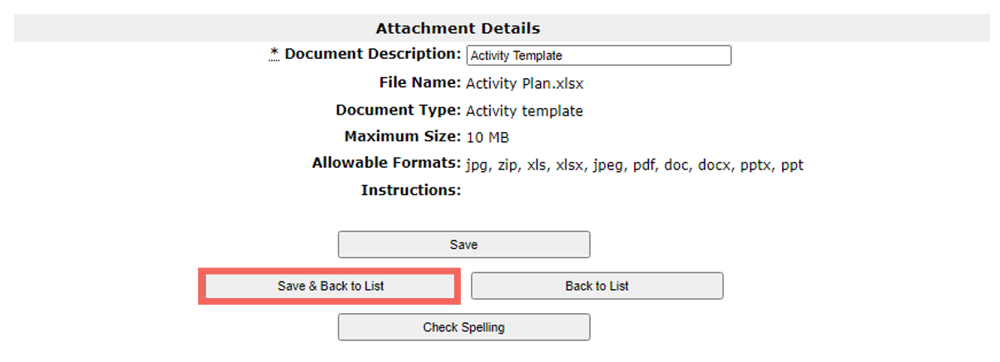 Attachment Details
* Document Description: Activity Template
File Name: Activity Plan.xlsx
Document Type: Activity template
Maximum Size: 10 MB
Allowable Formats: jpg, zip, xls, xlsx, jpeg, pdf, doc, docx, pptx, ppt
Instructions:
Save
Save & Back to List Back to List
Check Spelling